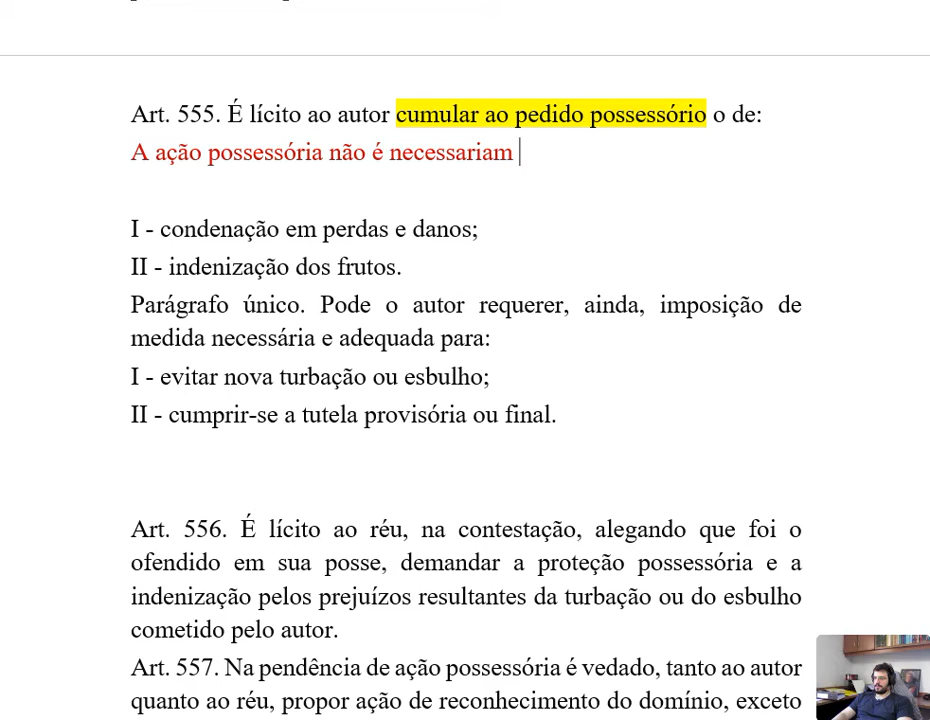 Art. 555. É lícito ao autor cumular ao pedido possessório o de:
A ação possessória não é necessariam
I - condenação em perdas e danos;
II - indenização dos frutos.
Parágrafo único. Pode o autor requerer, ainda, imposição de
medida necessária e adequada para:
I - evitar nova turbação ou esbulho;
II - cumprir-se a tutela provisória ou final.
Art. 556. É lícito ao réu, na contestação, alegando que foi o
ofendido em sua posse, demandar a proteção possessória e a
indenização pelos prejuízos resultantes da turbação ou do esbulho
cometido pelo autor.
Art. 557. Na pendência de ação possessória é vedado, tanto ao autor
quanto ao réu, propor ação de reconhecimento do domínio, exceto